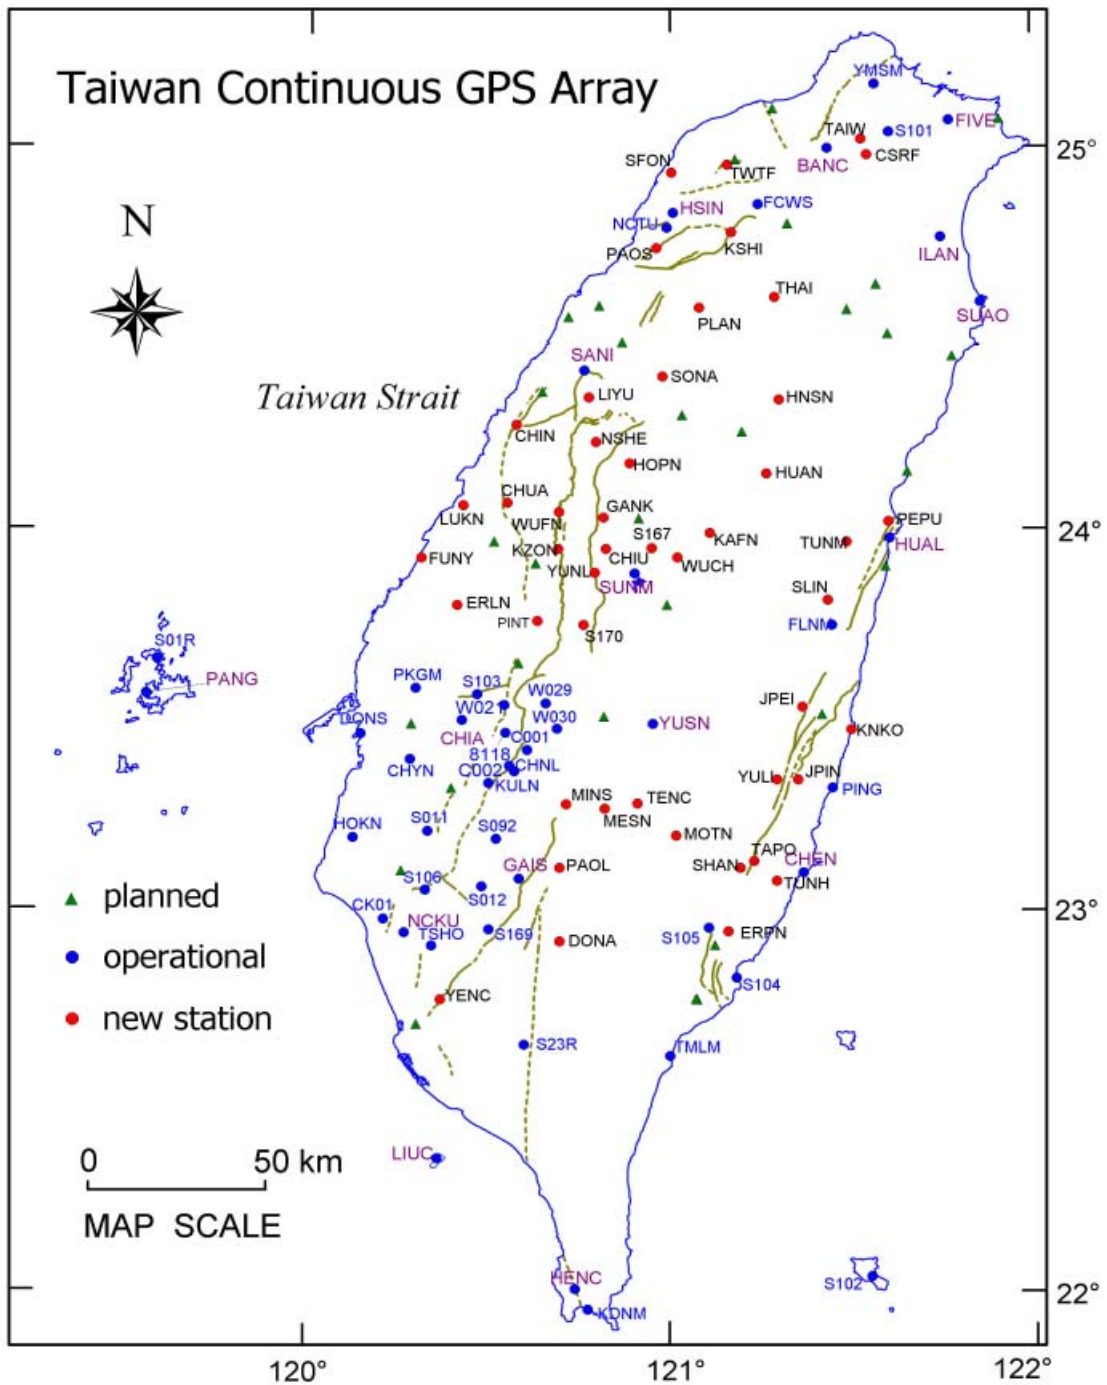 Taiwan Continuous GPS Array
YMSM
FIVE
TAIW
S101
25°
BANC
CSRF
SFON
TWTF
HSIN
FCWS
NCTU
PAOS
KSHI
ILAN
N
THAI
PLAN
SUAO
SANI
SONA
Taiwan Strait
LIYU
HNSN
CHIN
NSHE
HOPN
HUAN
CHUA
LUKN
WUFN
GANK
S167
PEPU
24°
KAFN
TUNM
HUAL
FUNY
KZON
CHIU
WUCH
YUNL
SUNM
SLIN
ERLN
PINT
S170
FLNM
S01R
PANG
PKGM
S103
W029
JPEI
DONS
W021
W030
YUSN
KNKO
CHIA
C001
8118
CHYN
C002
CHNL
KULN
YULI
JPIN
PING
MINS
TENC
MESN
HOKN
S011
S092
MOTN
TAPO
GAIS
PAOL
SHAN
CHEN
S106
TUNH
planned
S012
CK01
NCKU
23°
TSHO
S169
DONA
S105
ERPN
operational
S104
YENC
new station
S23R
TMLM
LIUC
0 50 km
MAP SCALE
HENC
S102
22°
KDNM
120° 121° 122°